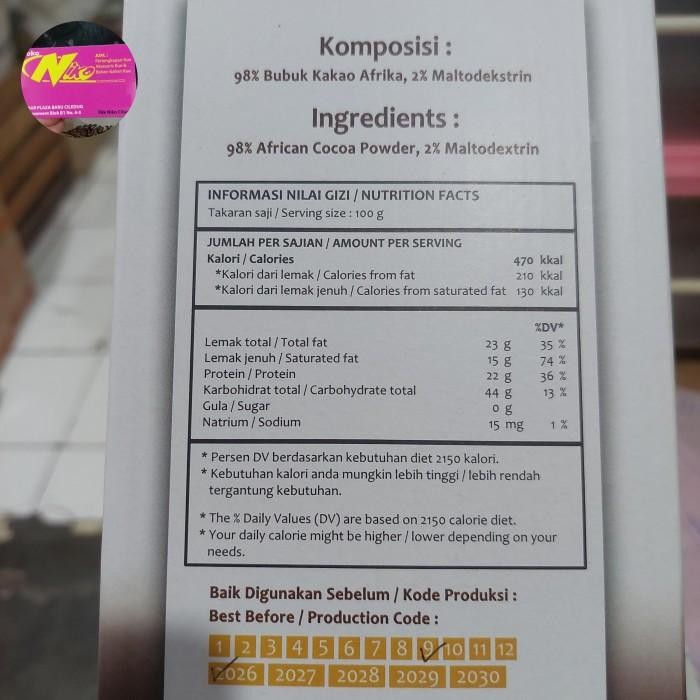 oko
Niko
JUAL :
Komposisi :
98% Bubuk Kakao Afrika, 2% Maltodekstrin
Ingredients :
98% African Cocoa Powder, 2% Maltodextrin
INFORMASI NILAI GIZI / NUTRITION FACTS
Takaran saji / Serving size : 100 g
JUMLAH PER SAJIAN / AMOUNT PER SERVING
Kalori / Calories 470 kkal
*Kalori dari lemak / Calories from fat 210 kkal
*Kalori dari lemak jenuh / Calories from saturated fat 130 kkal
%DV*
Lemak total / Total fat 23 g 35 %
Lemak jenuh / Saturated fat 15 g 74 %
Protein / Protein 22 g 36 %
Karbohidrat total / Carbohydrate total 44 g 13 %
Gula / Sugar 0 g
Natrium / Sodium 15 mg 1 %
* Persen DV berdasarkan kebutuhan diet 2150 kalori.
* Kebutuhan kalori anda mungkin lebih tinggi / lebih rendah
tergantung kebutuhan.
* The % Daily Values (DV) are based on 2150 calorie diet.
* Your daily calorie might be higher / lower depending on your
needs.
Baik Digunakan Sebelum / Kode Produksi :
Best Before / Production Code :
1 2 3 4 5 6 7 8 9 10 11 12
2026 2027 2028 2029 2030